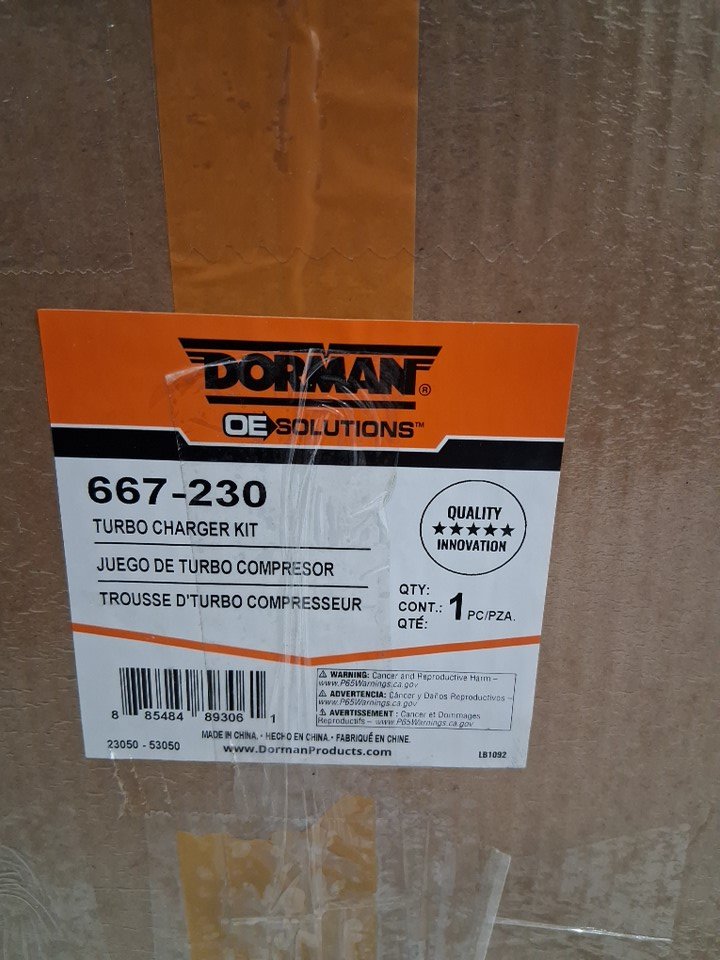 DORMAN®
OE SOLUTIONS™
667-230
TURBO CHARGER KIT
JUEGO DE TURBO COMPRESOR
TROUSSE D'TURBO COMPRESSEUR
QUALITY
★★★★★
INNOVATION
QTY:
CONT.: 1 PC/PZA.
QTÉ:
⚠ WARNING: Cancer and Reproductive Harm –
www.P65Warnings.ca.gov
⚠ ADVERTENCIA: Cáncer y Daños Reproductivos –
www.P65Warnings.ca.gov
⚠ AVERTISSEMENT : Cancer et Dommages
Reproductifs – www.P65Warnings.ca.gov
8 85484 89306 1
23050 - 53050
MADE IN CHINA. • HECHO EN CHINA. • FABRIQUÉ EN CHINE.
www.DormanProducts.com
LB1092